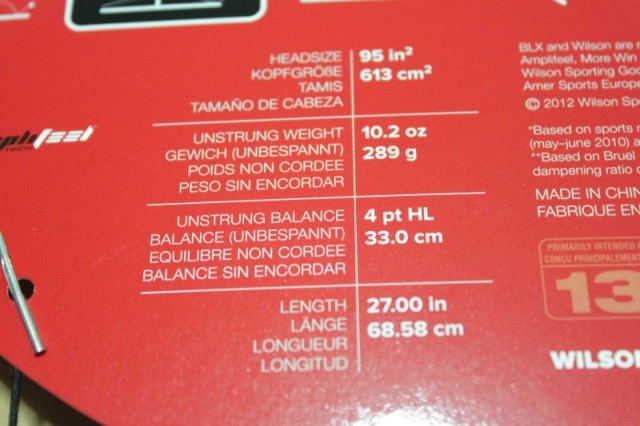 HEADSIZE 95 in²
KOPFGRÖßE 613 cm²
TAMIS
TAMAÑO DE CABEZA
UNSTRUNG WEIGHT 10.2 oz
GEWICH (UNBESPANNT) 289 g
POIDS NON CORDEE
PESO SIN ENCORDAR
UNSTRUNG BALANCE 4 pt HL
BALANCE (UNBESPANNT) 33.0 cm
EQUILIBRE NON CORDEE
BALANCE SIN ENCORDAR
LENGTH 27.00 in
LÄNGE 68.58 cm
LONGUEUR
LONGITUD
TECH
BLX and Wilson are
Amplifeel, More Win
Wilson Sporting Goo
Amer Sports Europe
© 2012 Wilson Sp
*Based on sports
(may–june 2010) a
**Based on Bruel
dampening ratio
MADE IN CHIN
FABRIQUE EN
PRIMARILY INTENDED
CONÇU PRINCIPALEMENT
13
WILSO